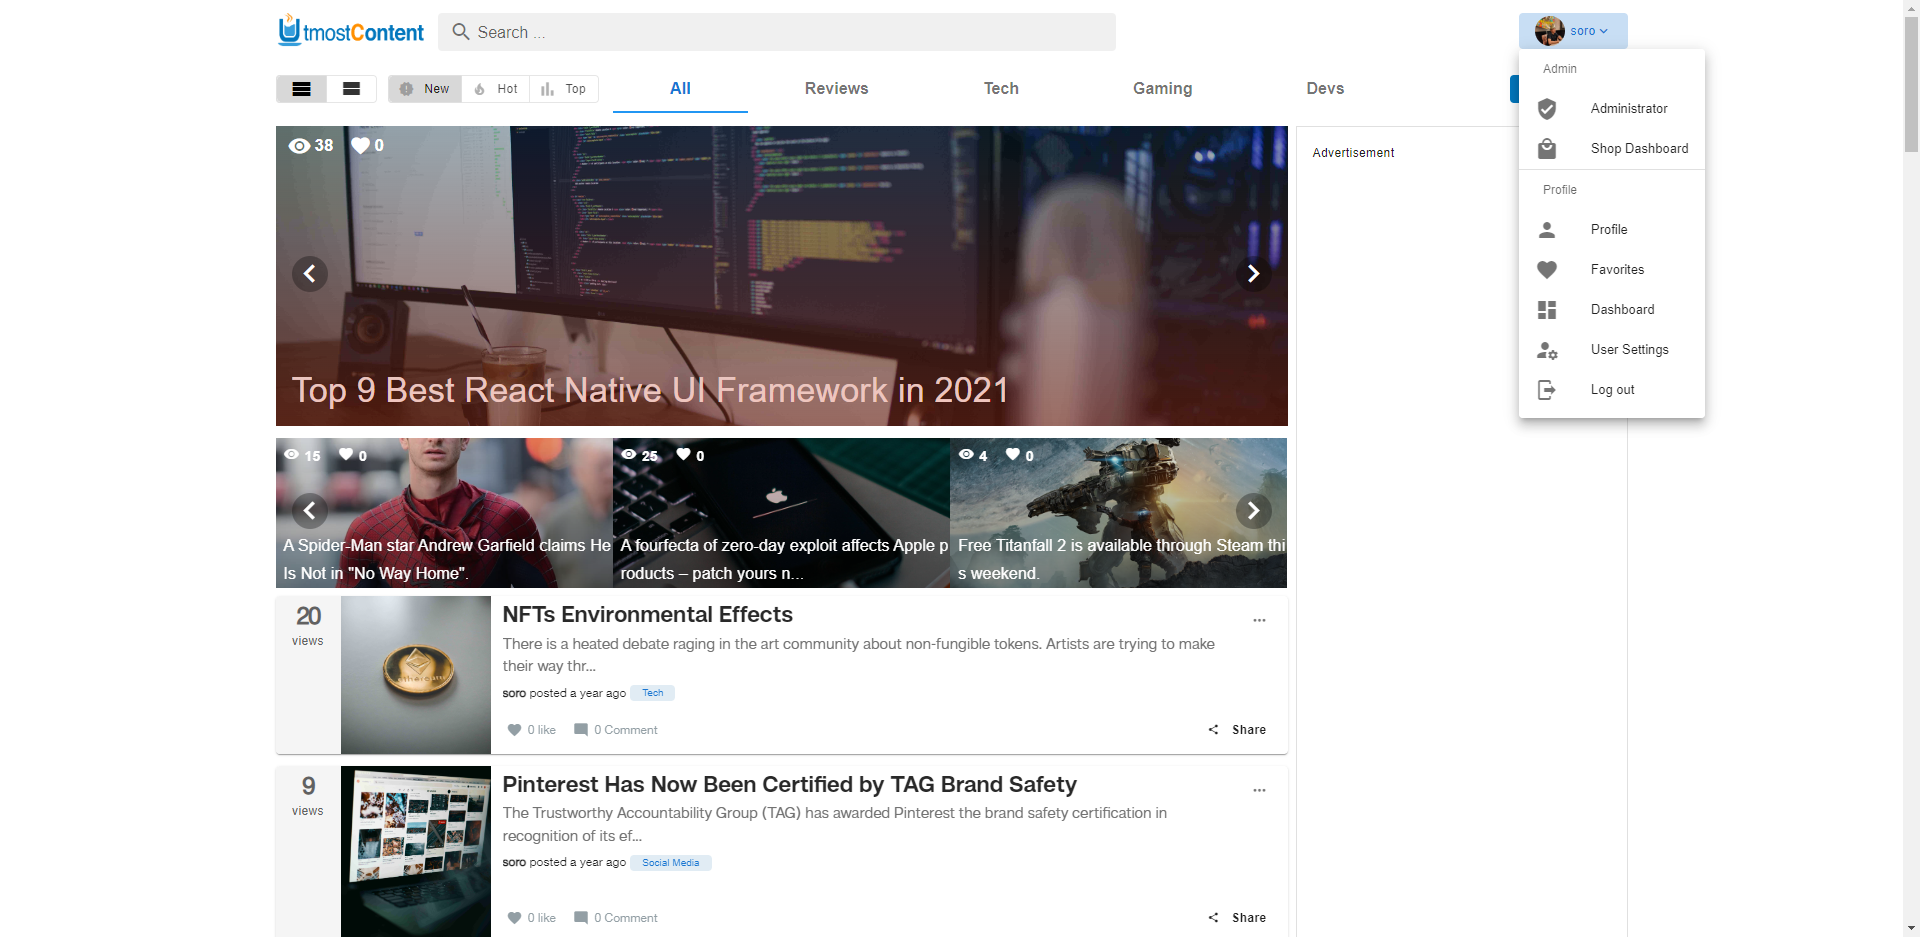 UtmostContent
Search ...
soro
New
Hot
Top
All
Reviews
Tech
Gaming
Devs
Admin
Administrator
Shop Dashboard
Profile
Profile
Favorites
Dashboard
User Settings
Log out
38
0
Top 9 Best React Native UI Framework in 2021
Advertisement
15
0
A Spider-Man star Andrew Garfield claims He
Is Not in "No Way Home".
25
0
A fourfecta of zero-day exploit affects Apple p
roducts – patch yours n...
4
0
Free Titanfall 2 is available through Steam thi
s weekend.
20
views
NFTs Environmental Effects
...
There is a heated debate raging in the art community about non-fungible tokens. Artists are trying to make
their way thr...
soro posted a year ago Tech
0 like
0 Comment
Share
9
views
Pinterest Has Now Been Certified by TAG Brand Safety
...
The Trustworthy Accountability Group (TAG) has awarded Pinterest the brand safety certification in
recognition of its ef...
soro posted a year ago Social Media
0 like
0 Comment
Share